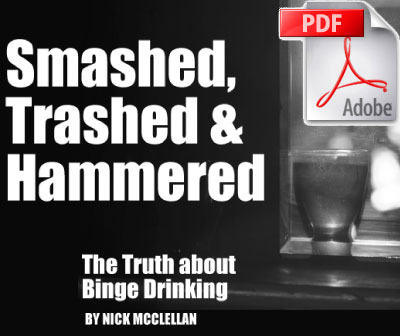 PDF
Adobe
Smashed,
Trashed &
Hammered
The Truth about
Binge Drinking
BY NICK MCCLELLAN